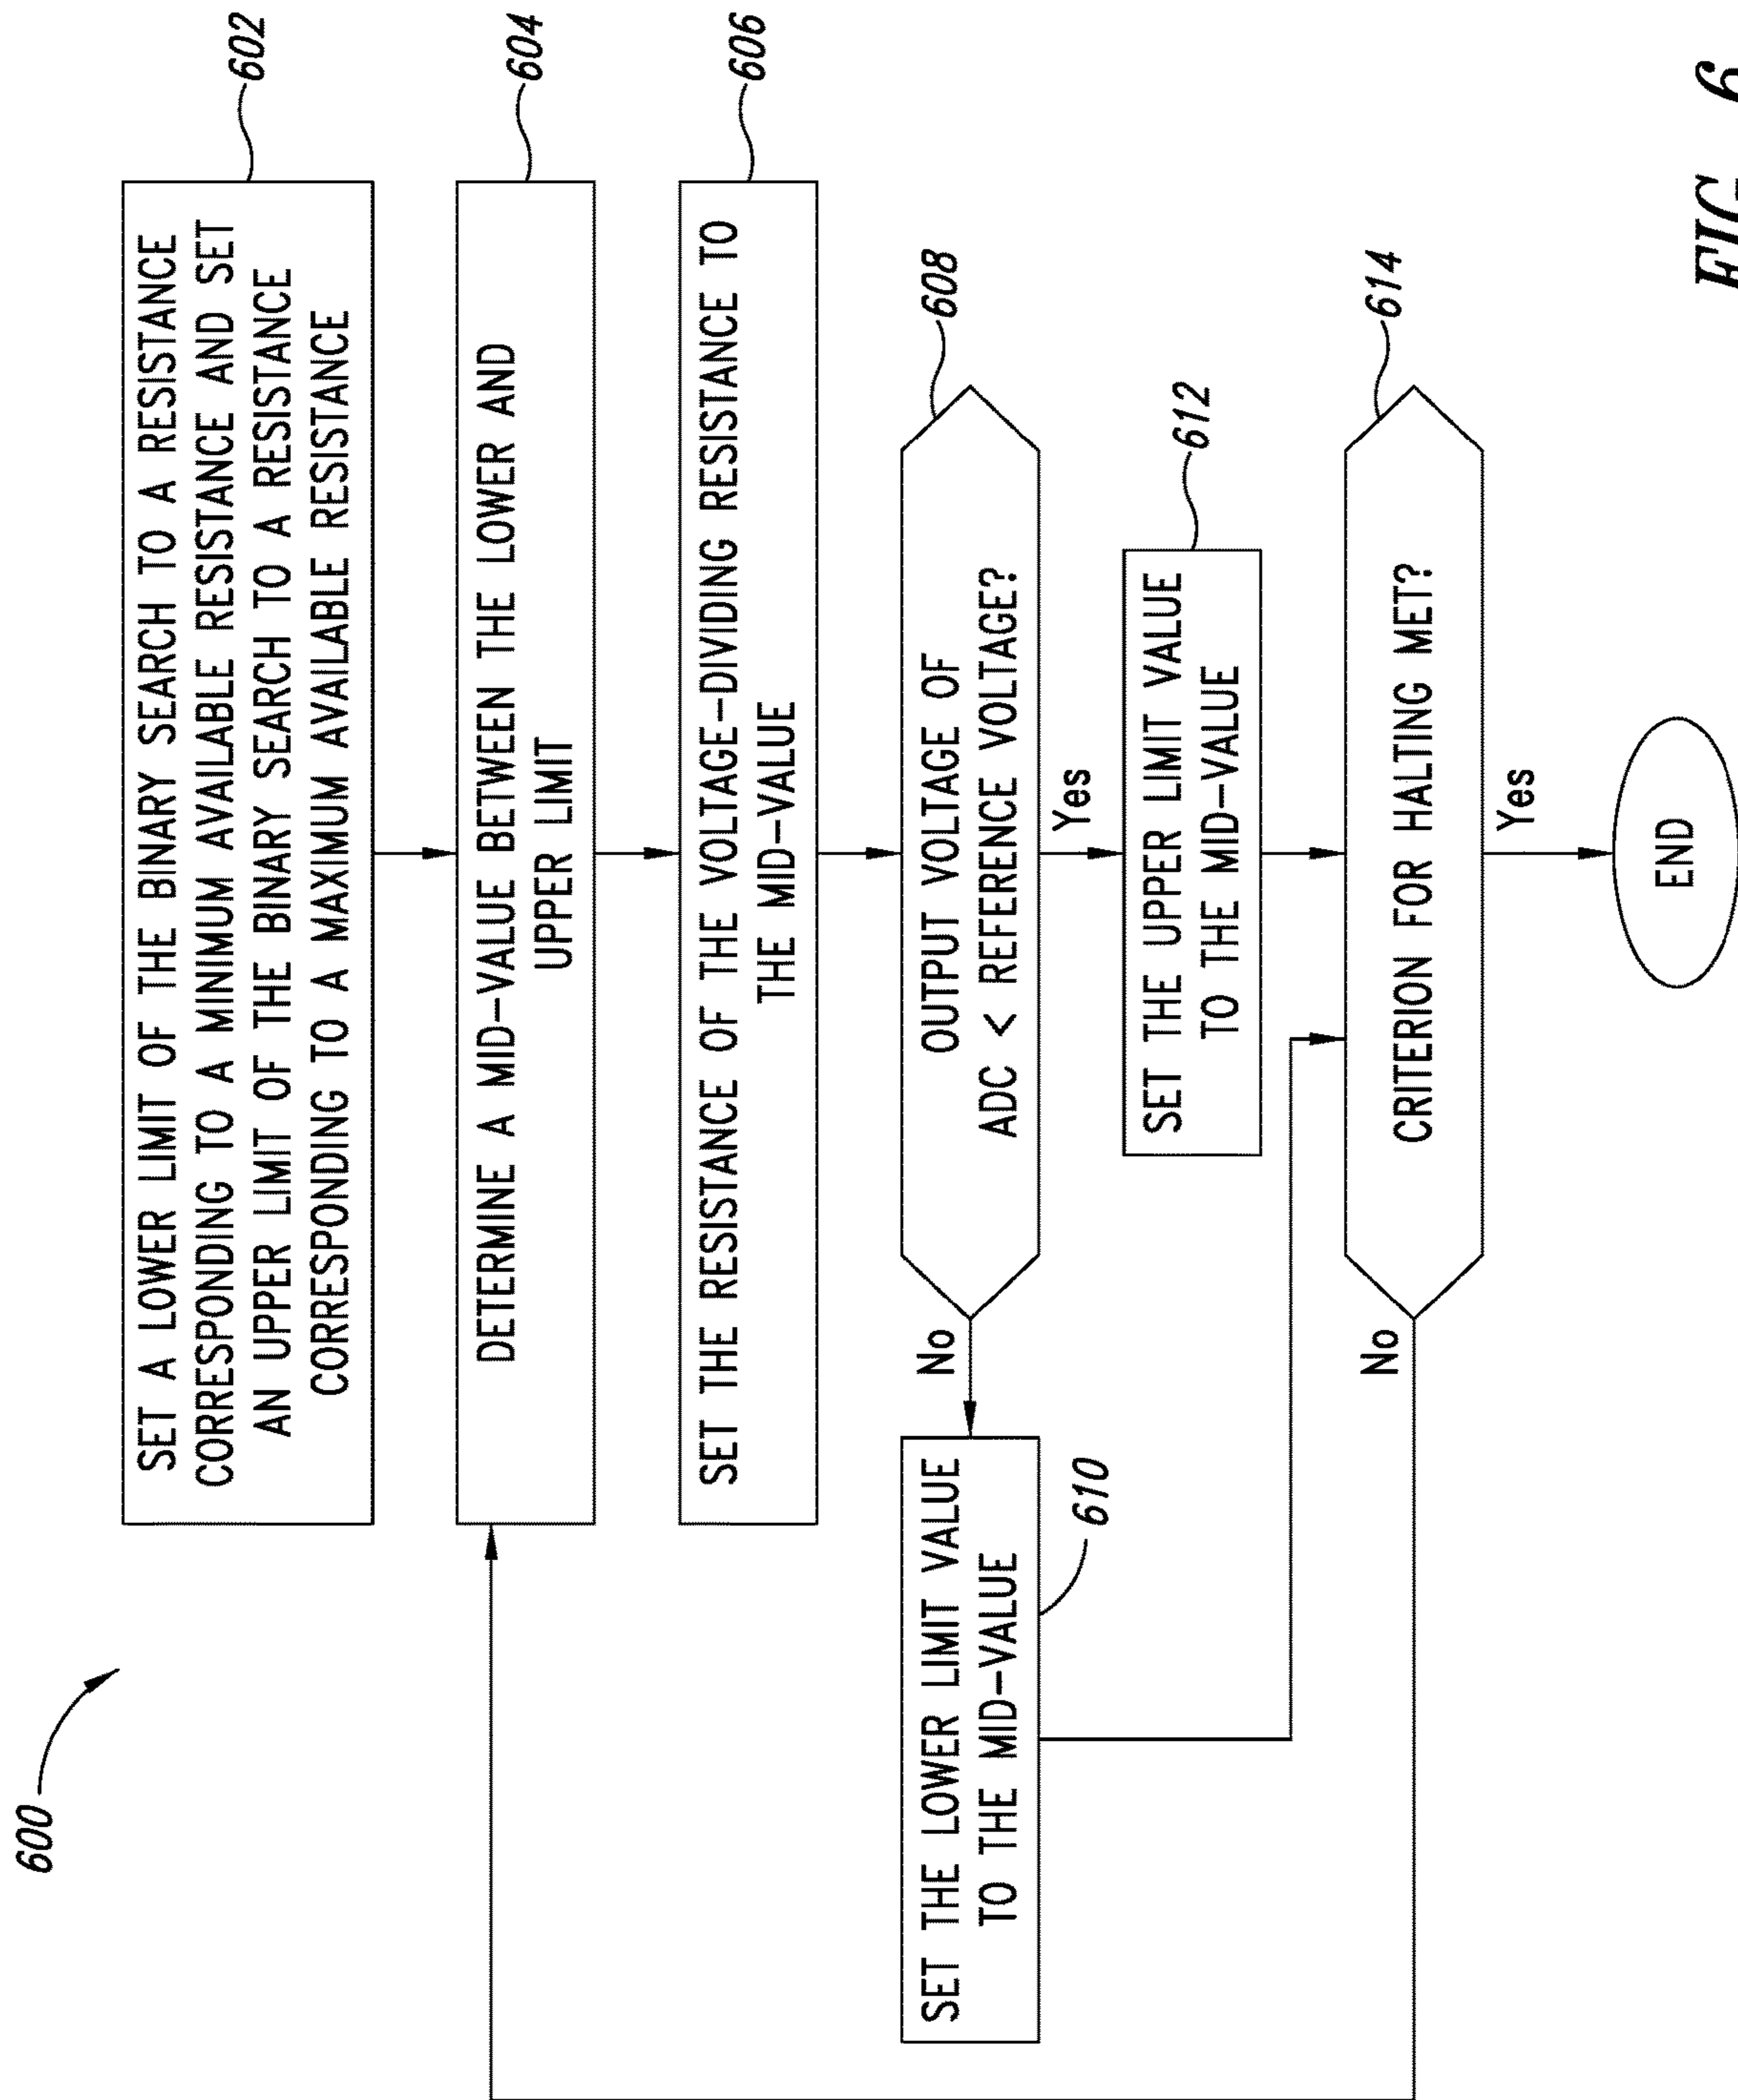 600
SET A LOWER LIMIT OF THE BINARY SEARCH TO A RESISTANCE
CORRESPONDING TO A MINIMUM AVAILABLE RESISTANCE AND SET
AN UPPER LIMIT OF THE BINARY SEARCH TO A RESISTANCE
CORRESPONDING TO A MAXIMUM AVAILABLE RESISTANCE
602
DETERMINE A MID-VALUE BETWEEN THE LOWER AND
UPPER LIMIT
604
SET THE RESISTANCE OF THE VOLTAGE-DIVIDING RESISTANCE TO
THE MID-VALUE
606
OUTPUT VOLTAGE OF
ADC < REFERENCE VOLTAGE?
608
No
Yes
SET THE LOWER LIMIT VALUE
TO THE MID-VALUE
610
SET THE UPPER LIMIT VALUE
TO THE MID-VALUE
612
CRITERION FOR HALTING MET?
614
No
Yes
END
FIG. 6